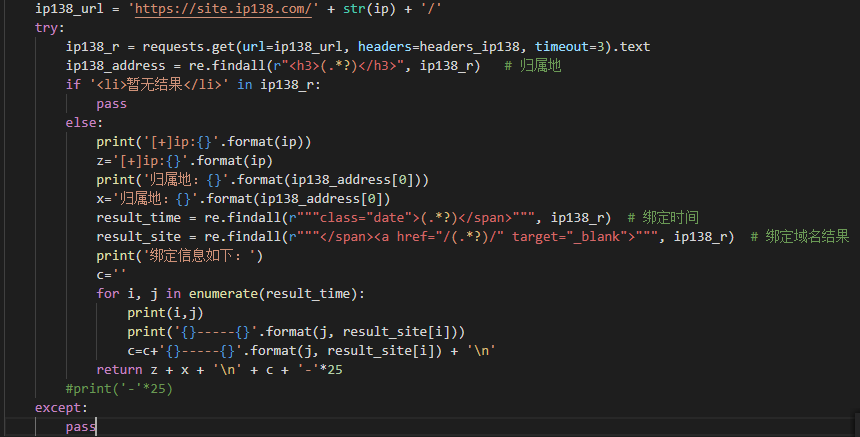 ip138_url = 'https://site.ip138.com/' + str(ip) + '/'
try:
    ip138_r = requests.get(url=ip138_url, headers=headers_ip138, timeout=3).text
    ip138_address = re.findall(r"<h3>(.*?)</h3>", ip138_r)   # 归属地
    if '<li>暂无结果</li>' in ip138_r:
        pass
    else:
        print('[+]ip:{}'.format(ip))
        z='[+]ip:{}'.format(ip)
        print('归属地：{}'.format(ip138_address[0]))
        x='归属地：{}'.format(ip138_address[0])
        result_time = re.findall(r"""class="date">(.*?)</span>""", ip138_r)  # 绑定时间
        result_site = re.findall(r"""</span><a href="/(.*?)/" target="_blank">""", ip138_r)  # 绑定域名结果
        print('绑定信息如下：')
        c=''
        for i, j in enumerate(result_time):
            print(i,j)
            print('{}-----{}'.format(j, result_site[i]))
            c=c+'{}-----{}'.format(j, result_site[i]) + '\n'
        return z + x + '\n' + c + '-'*25
    #print('-'*25)
except:
    pass